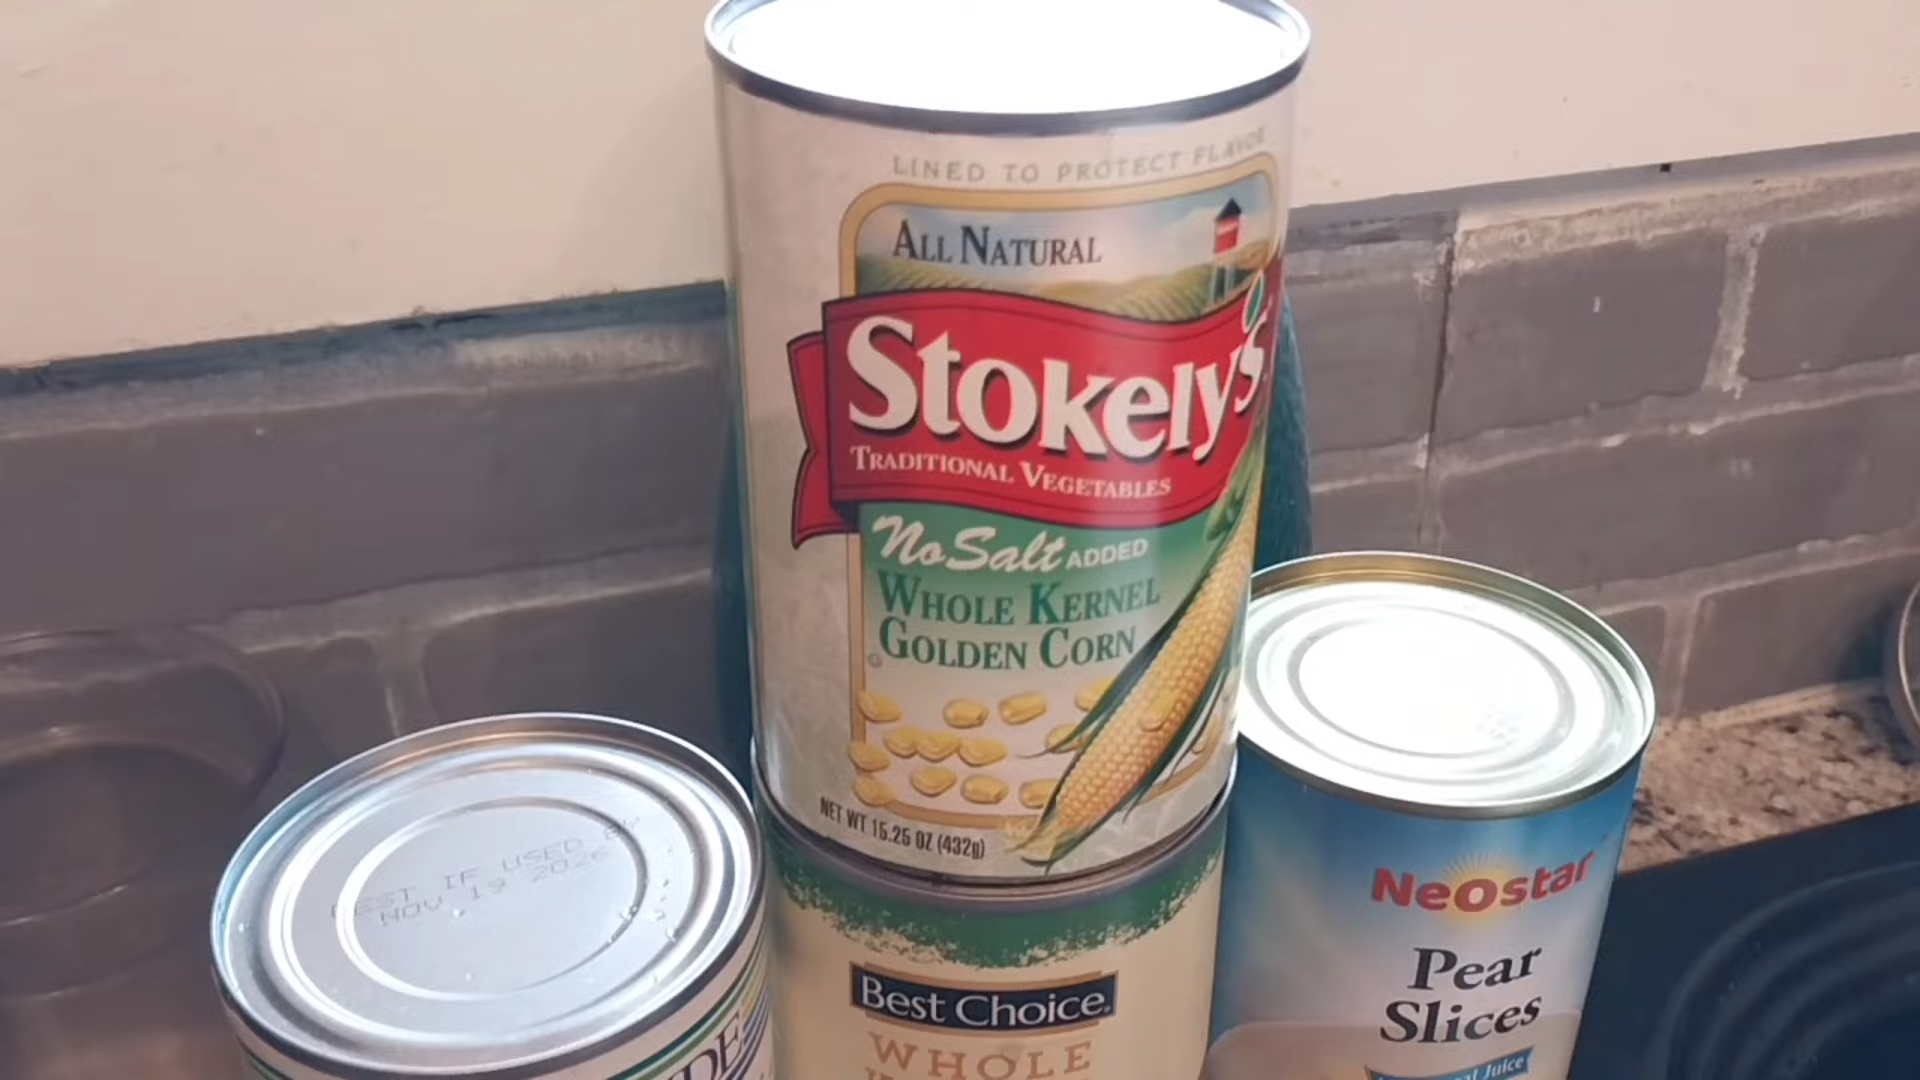 LINED TO PROTECT FLAVOR
ALL NATURAL
Stokely's
TRADITIONAL VEGETABLES
No Salt ADDED
WHOLE KERNEL
GOLDEN CORN
NET WT 15.25 OZ (432g)
BEST IF USED BY
NOV 19 2026
Best Choice
WHOLE
Neostar
Pear
Slices
Juice